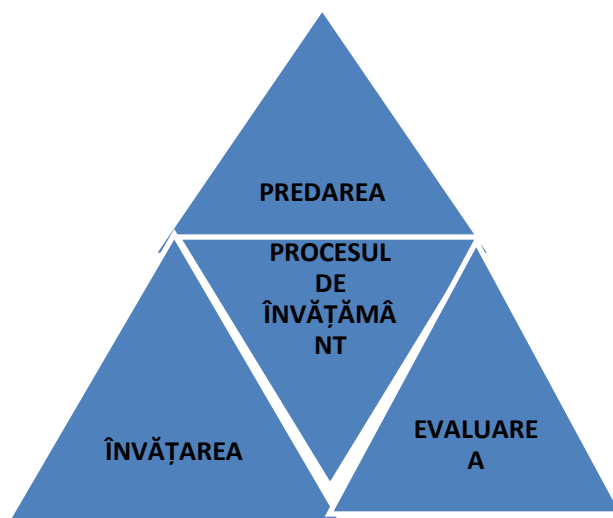 PREDAREA
PROCESUL
DE
ÎNVĂȚĂMÂ
NT
ÎNVĂȚAREA
EVALUARE
A